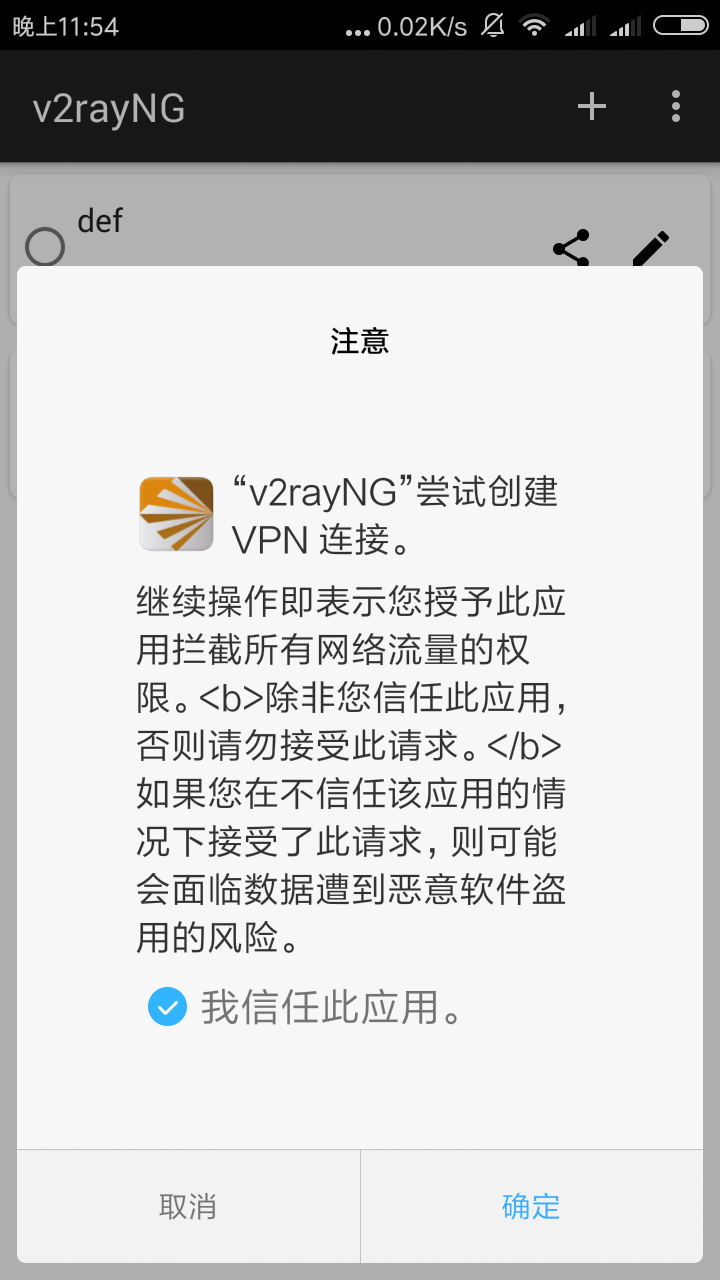 晚上11:54
... 0.02K/s
v2rayNG
def
注意
“v2rayNG”尝试创建
VPN 连接。
继续操作即表示您授予此应
用拦截所有网络流量的权
限。<b>除非您信任此应用，
否则请勿接受此请求。</b>
如果您在不信任该应用的情
况下接受了此请求，则可能
会面临数据遭到恶意软件盗
用的风险。
我信任此应用。
取消
确定